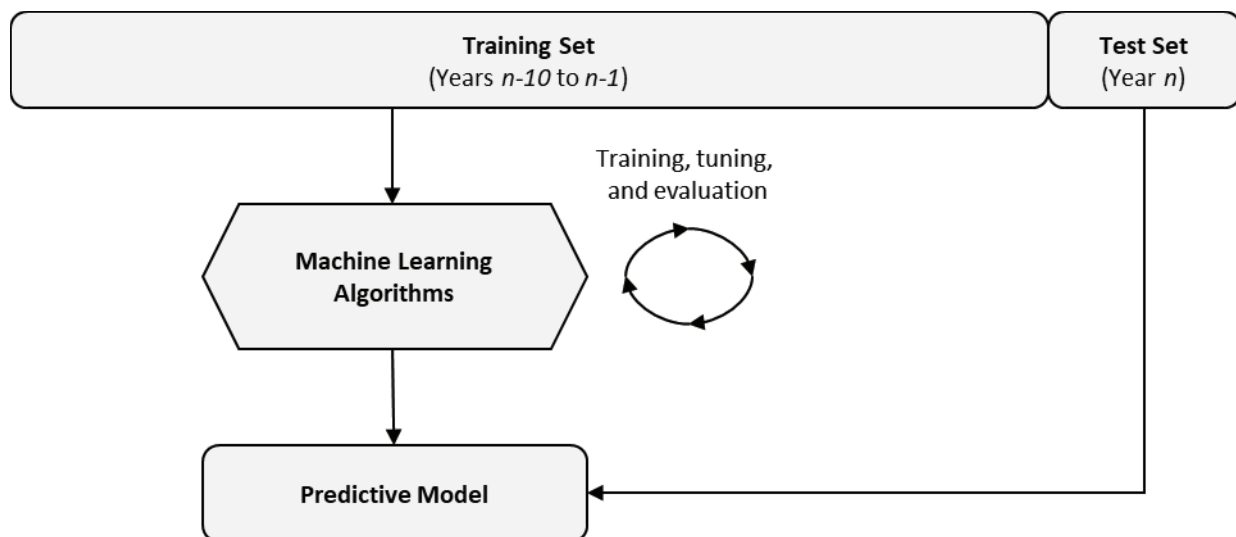 Training Set
(Years n-10 to n-1)
Test Set
(Year n)
Training, tuning,
and evaluation
Machine Learning
Algorithms
Predictive Model